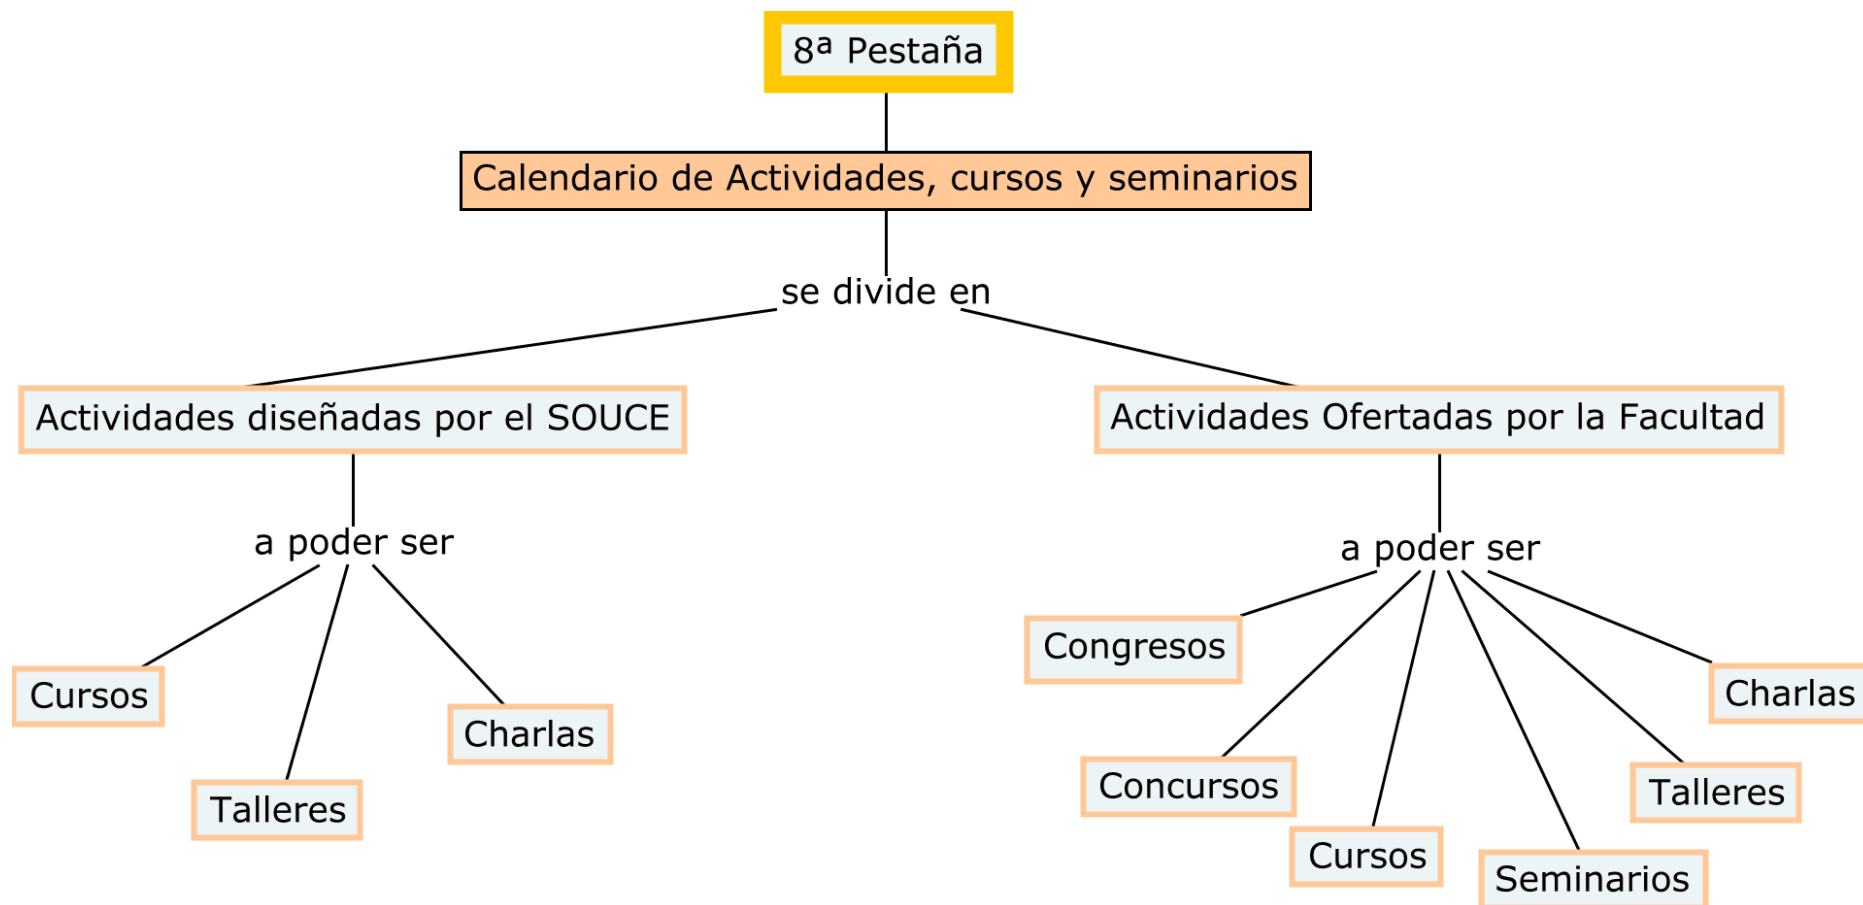 8ª Pestaña
Calendario de Actividades, cursos y seminarios
se divide en
Actividades diseñadas por el SOUCE
Actividades Ofertadas por la Facultad
a poder ser
a poder ser
Cursos
Talleres
Charlas
Congresos
Concursos
Cursos
Seminarios
Talleres
Charlas